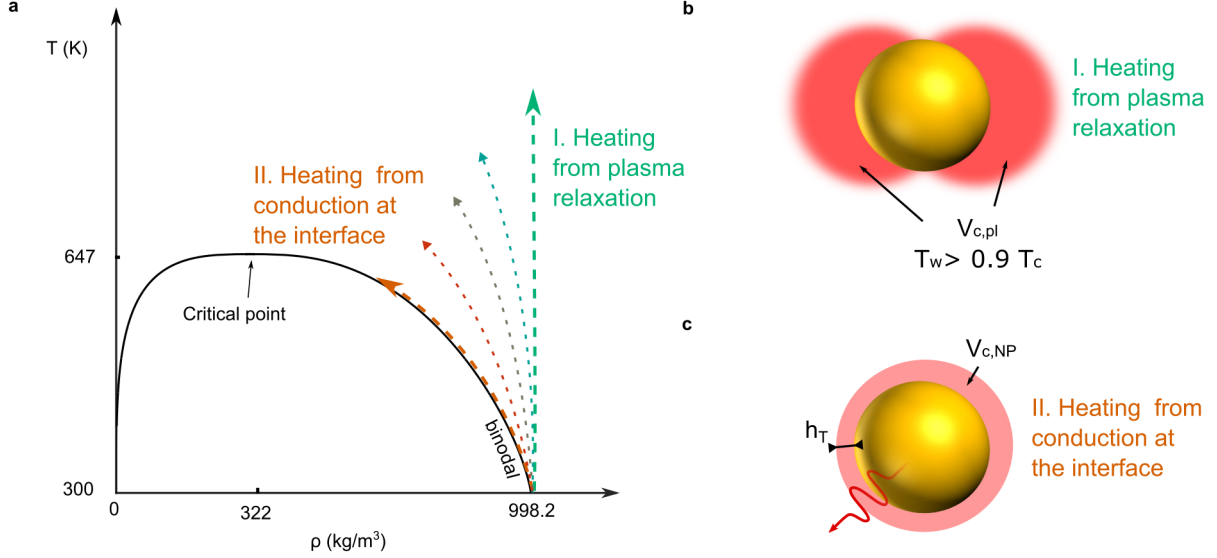 a
T (K)
647
300
0
322
998.2
ρ (kg/m³)
Critical point
binodal
II. Heating from
conduction at
the interface
I. Heating
from plasma
relaxation
b
I. Heating
from plasma
relaxation
Vc,pl
Tw> 0.9 Tc
c
Vc,NP
hT
II. Heating from
conduction at
the interface